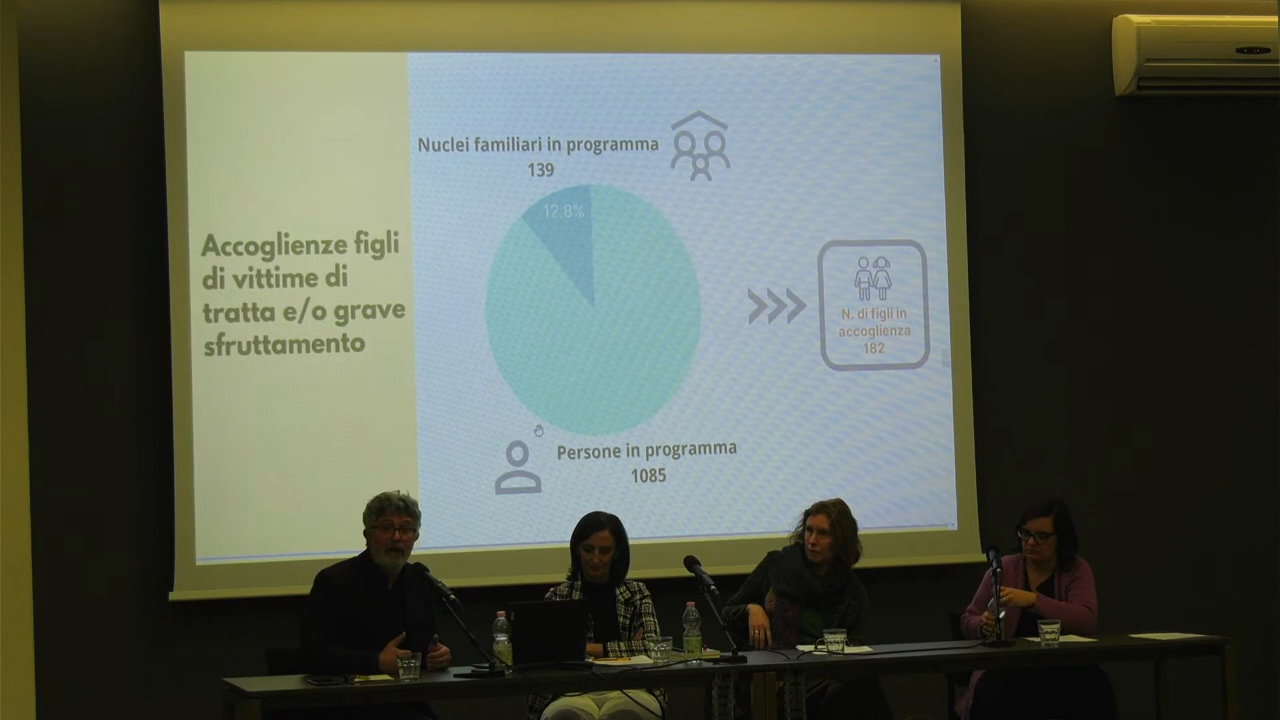 Accoglienze figli
di vittime di
tratta e/o grave
sfruttamento
Nuclei familiari in programma
139
12.8%
N. di figli in
accoglienza
182
Persone in programma
1085